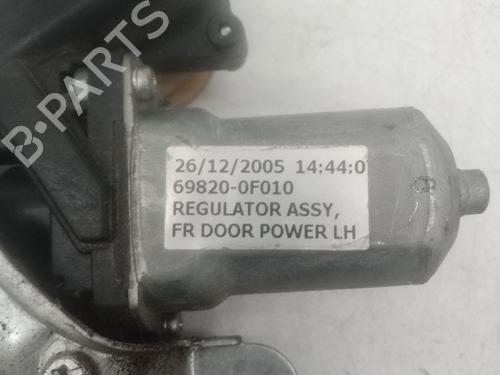 B-PARTS
26/12/2005 14:44:0
69820-0F010
REGULATOR ASSY,
FR DOOR POWER LH